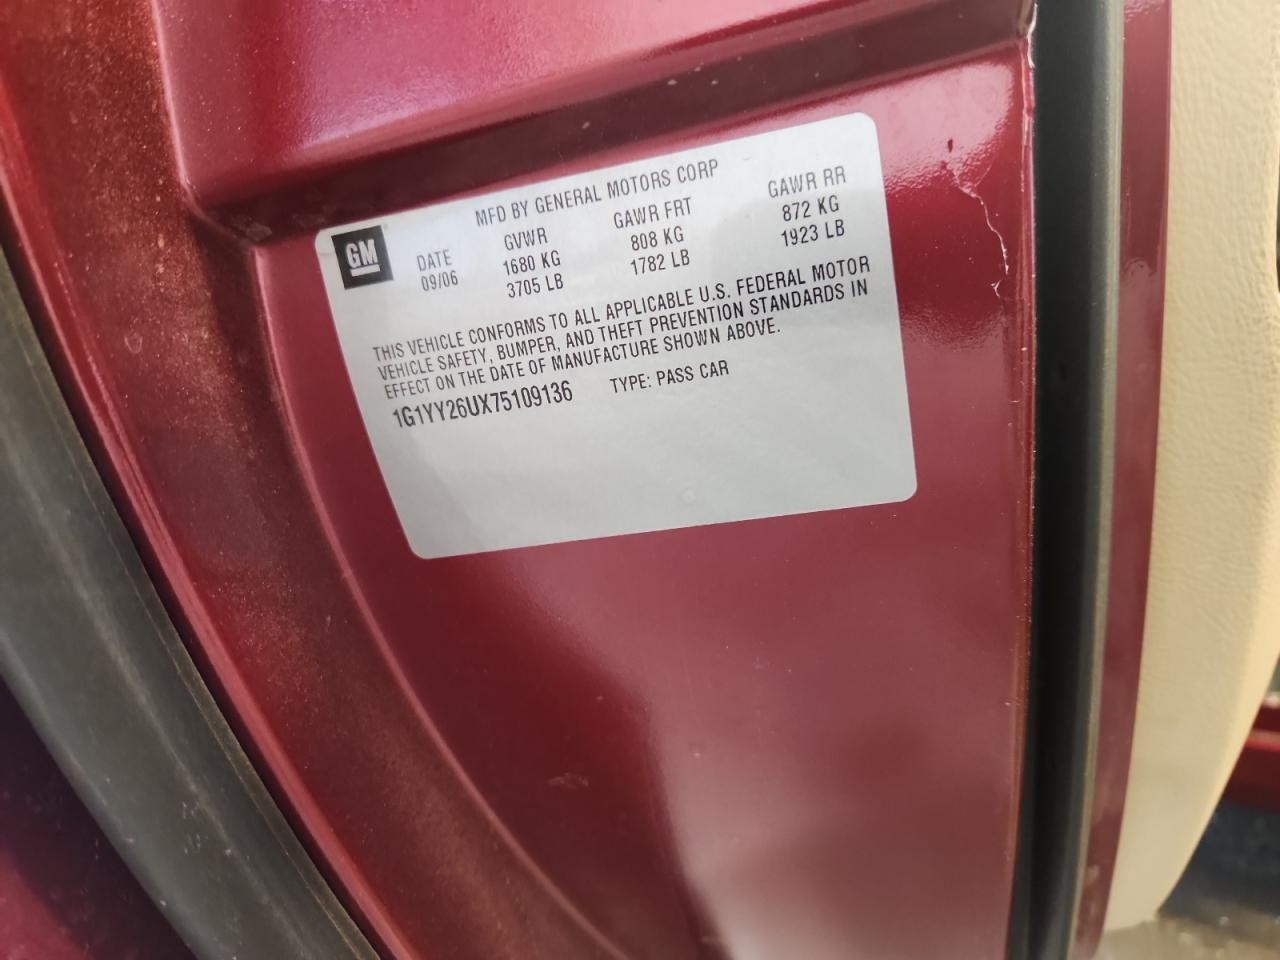 MFD BY GENERAL MOTORS CORP
GM
DATE GVWR GAWR FRT GAWR RR
09/06 1680 KG 808 KG 872 KG
3705 LB 1782 LB 1923 LB
THIS VEHICLE CONFORMS TO ALL APPLICABLE U.S. FEDERAL MOTOR
VEHICLE SAFETY, BUMPER, AND THEFT PREVENTION STANDARDS IN
EFFECT ON THE DATE OF MANUFACTURE SHOWN ABOVE.
1G1YY26UX75109136 TYPE: PASS CAR